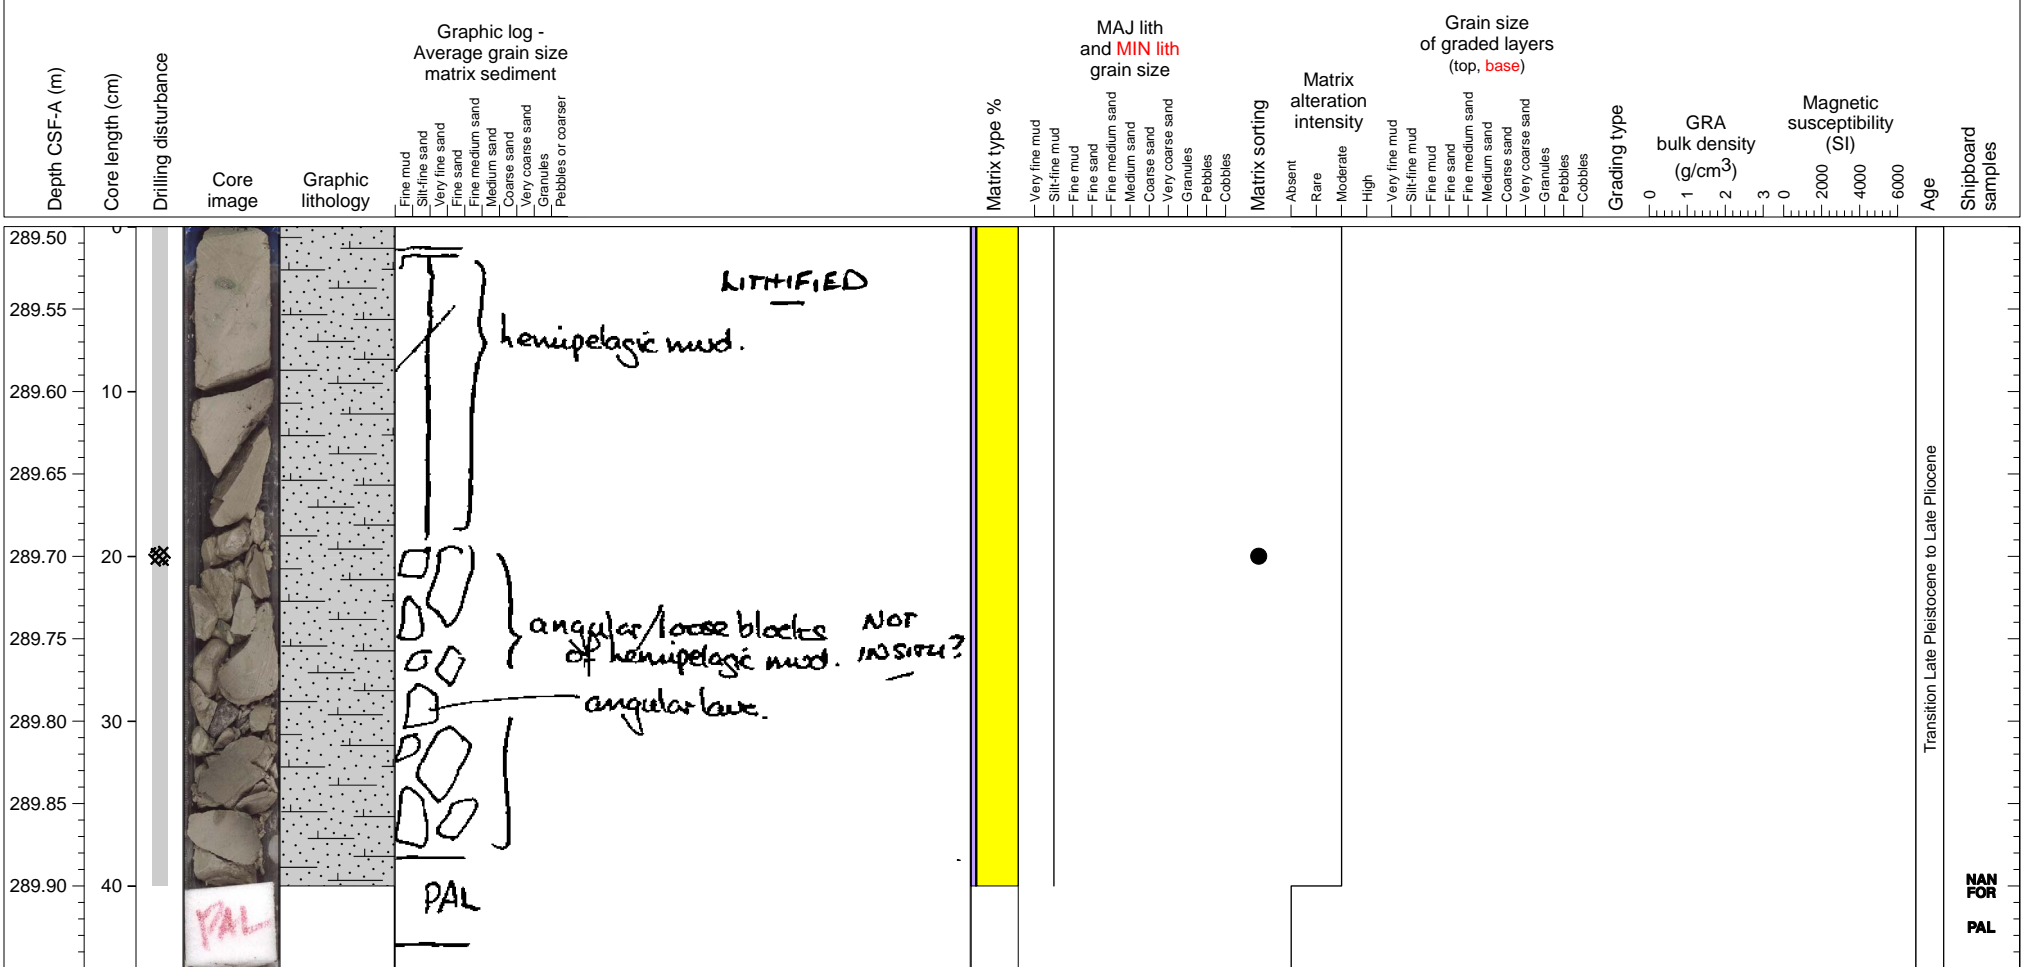 Depth CSF-A (m)
Core length (cm)
Drilling disturbance
Core
image
Graphic
lithology
Graphic log -
Average grain size
matrix sediment
Fine mud
Silt-fine sand
Very fine sand
Fine sand
Fine medium sand
Medium sand
Coarse sand
Very coarse sand
Granules
Pebbles or coarser
Matrix type %
MAJ lith
and MIN lith
grain size
Very fine mud
Silt-fine mud
Fine mud
Fine sand
Fine medium sand
Medium sand
Coarse sand
Very coarse sand
Granules
Pebbles
Cobbles
Matrix sorting
Matrix
alteration
intensity
Absent
Rare
Moderate
High
Grain size
of graded layers
(top, base)
Very fine mud
Silt-fine mud
Fine mud
Fine sand
Fine medium sand
Medium sand
Coarse sand
Very coarse sand
Granules
Pebbles
Cobbles
Grading type
GRA
bulk density
(g/cm3)
0 1 2 3
Magnetic
susceptibility
(SI)
0 2000 4000 6000
Age
Shipboard
samples
289.50 0
LITHIFIED
289.55
hemipelagic mud.
289.60 10
289.65
289.70 20
289.75
angular/loose blocks NOT
of hemipelagic mud. INSITU?
289.80 30
angular lava.
289.85
289.90 40
PAL
PAL
Transition Late Pleistocene to Late Pliocene
NAN
FOR
PAL